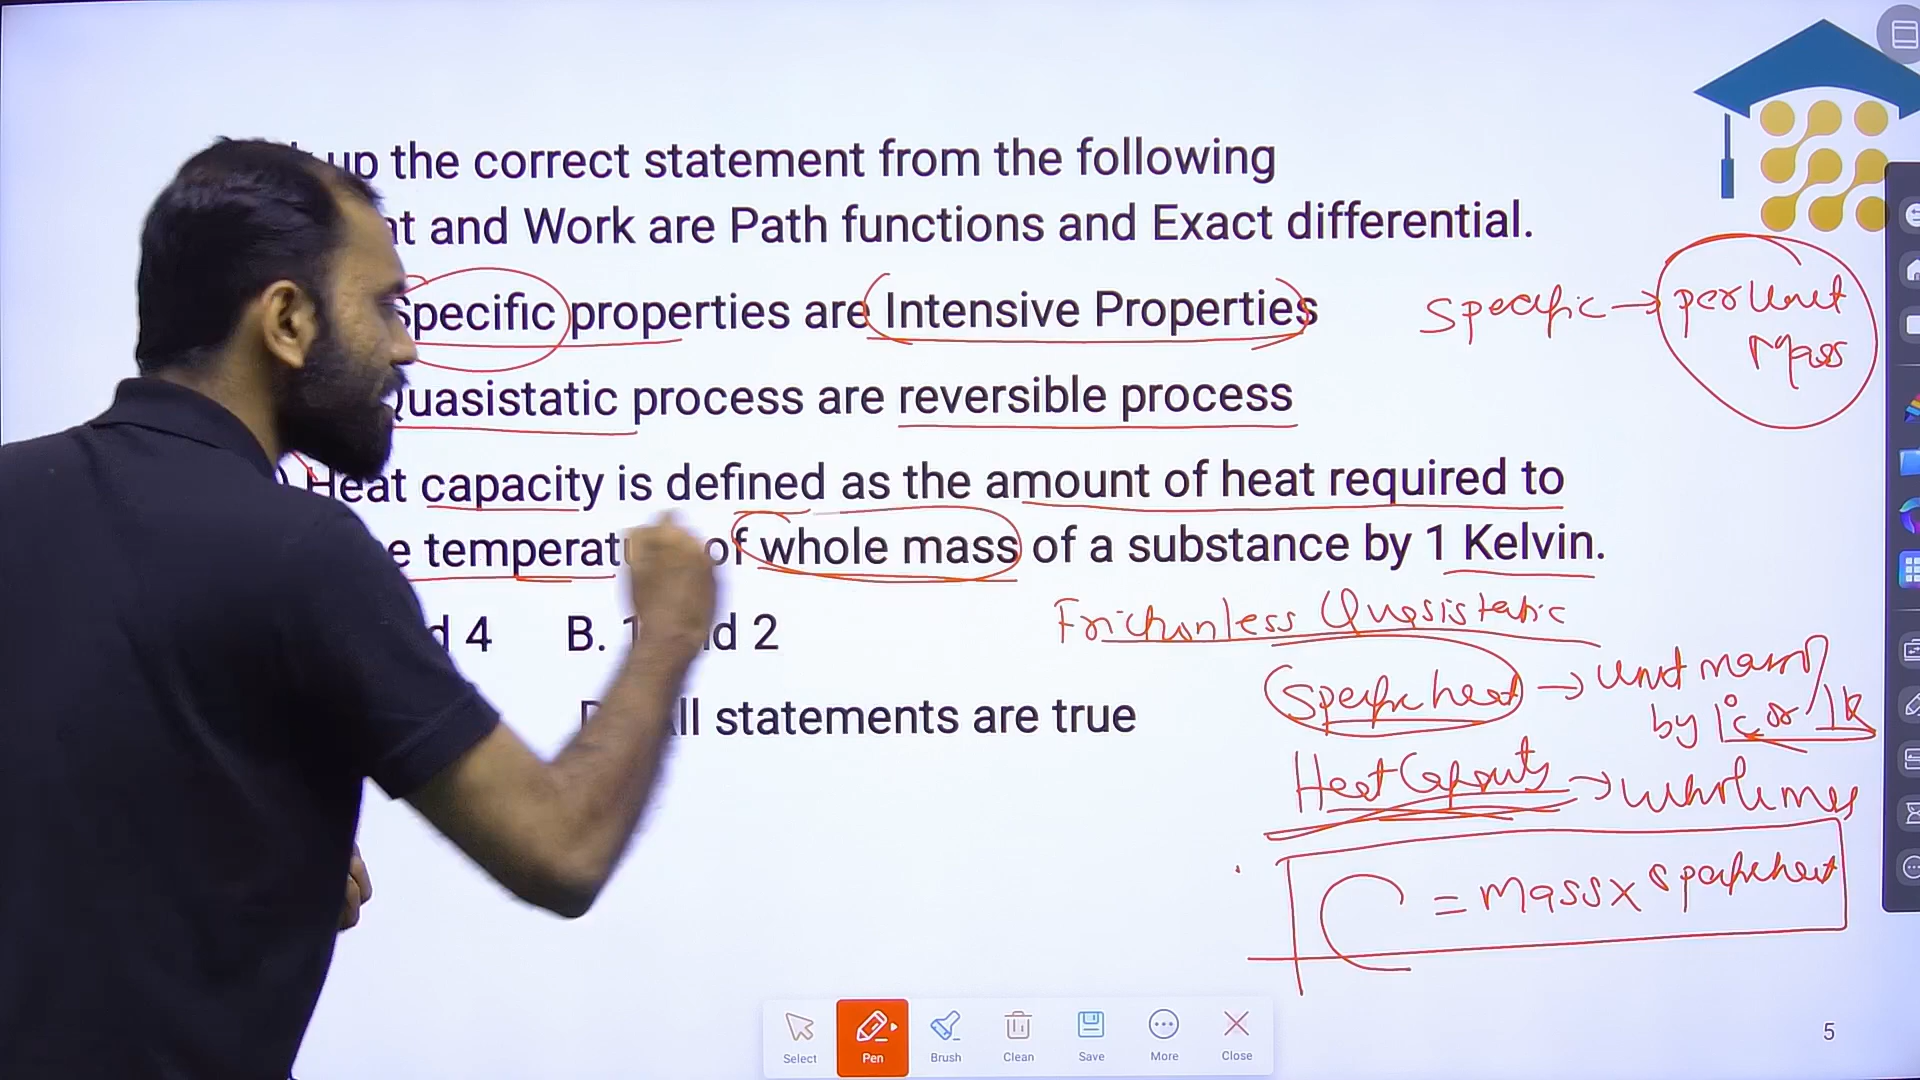 up the correct statement from the following
and Work are Path functions and Exact differential.
Specific properties are Intensive Properties
Specific → per Unit
Mass
Quasistatic process are reversible process
Heat capacity is defined as the amount of heat required to
temperature of whole mass of a substance by 1 Kelvin.
Frictionless Quasistatic
4 B. 2
Specific heat → Unit mass
by 1°C or 1K
statements are true
Heat Capacity → whole mass
C = Mass x Specific heat
Select Pen Brush Clean Save More Close
5